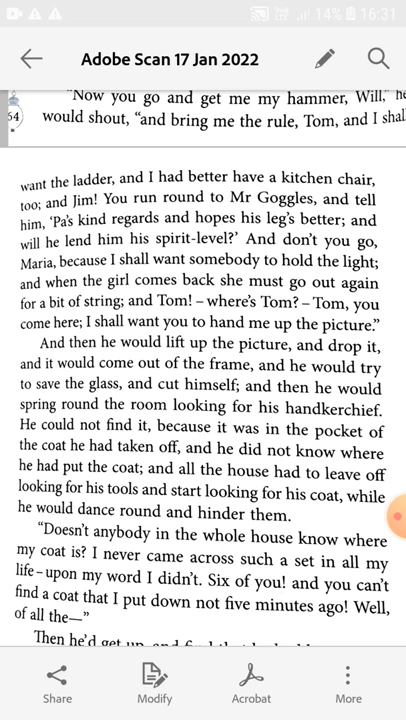 14% 16:31
Adobe Scan 17 Jan 2022
"Now you go and get me my hammer, Will," he
54
would shout, "and bring me the rule, Tom, and I shal
want the ladder, and I had better have a kitchen chair,
too; and Jim! You run round to Mr Goggles, and tell
him, 'Pa's kind regards and hopes his leg's better; and
will he lend him his spirit-level?' And don't you go,
Maria, because I shall want somebody to hold the light;
and when the girl comes back she must go out again
for a bit of string; and Tom! – where's Tom? – Tom, you
come here; I shall want you to hand me up the picture."
And then he would lift up the picture, and drop it,
and it would come out of the frame, and he would try
to save the glass, and cut himself; and then he would
spring round the room looking for his handkerchief.
He could not find it, because it was in the pocket of
the coat he had taken off, and he did not know where
he had put the coat; and all the house had to leave off
looking for his tools and start looking for his coat, while
he would dance round and hinder them.
"Doesn't anybody in the whole house know where
my coat is? I never came across such a set in all my
life – upon my word I didn't. Six of you! and you can't
find a coat that I put down not five minutes ago! Well,
of all the—"
Then he'd get up, and find that he had
Share Modify Acrobat More